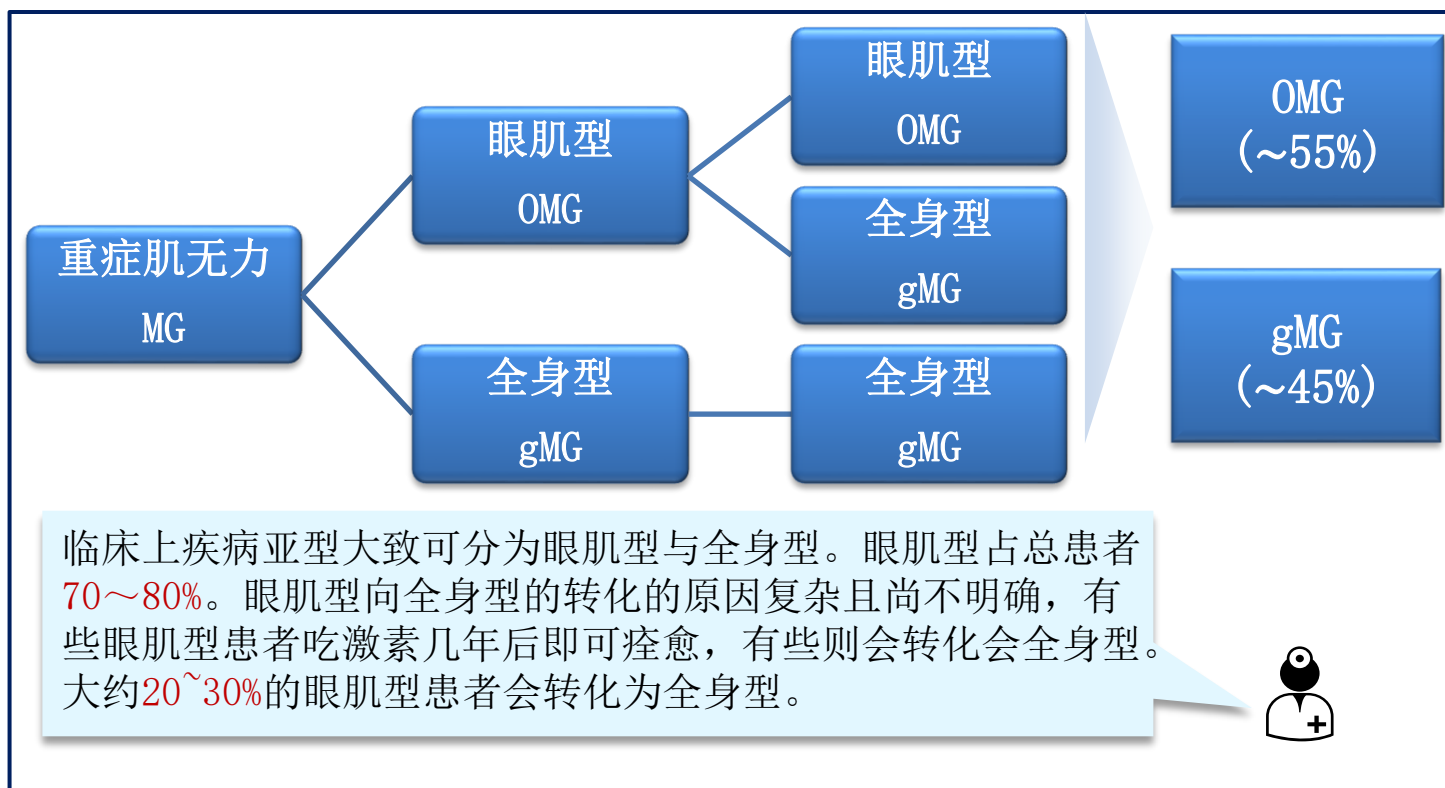 重症肌无力
MG
眼肌型
OMG
全身型
gMG
眼肌型
OMG
全身型
gMG
全身型
gMG
OMG
(~55%)
gMG
(~45%)
临床上疾病亚型大致可分为眼肌型与全身型。眼肌型占总患者
70～80%。眼肌型向全身型的转化的原因复杂且尚不明确，有
些眼肌型患者吃激素几年后即可痊愈，有些则会转化会全身型。
大约20~30%的眼肌型患者会转化为全身型。